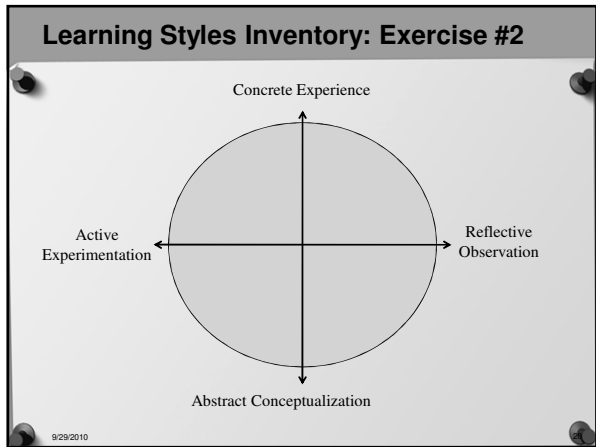 Learning Styles Inventory: Exercise #2
Concrete Experience
Active
Experimentation
Reflective
Observation
Abstract Conceptualization
9/29/2010